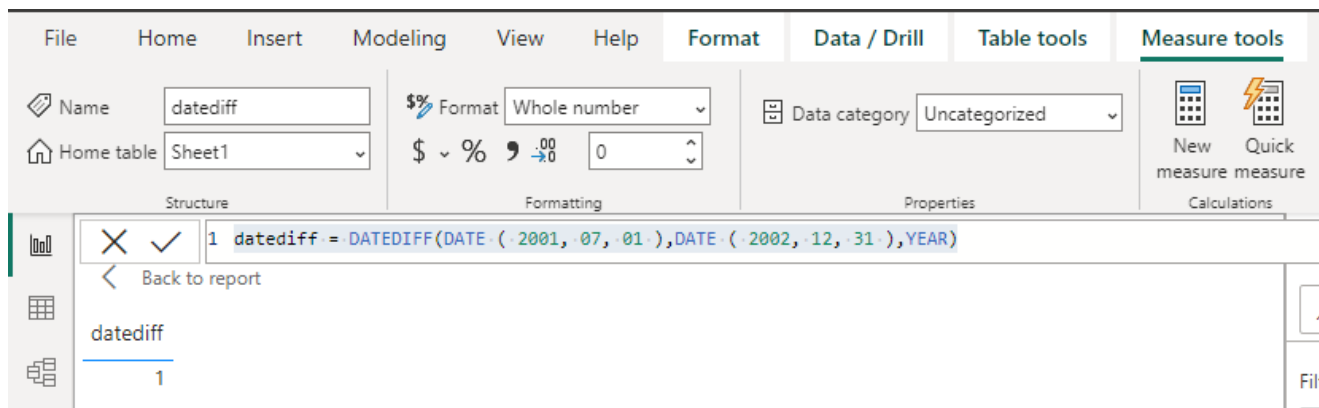 File Home Insert Modeling View Help Format Data / Drill Table tools Measure tools
Name datediff
Home table Sheet1
Structure
$% Format Whole number
$ % 9 .00 →0 0
Formatting
Data category Uncategorized
Properties
New measure
Quick measure
Calculations
1 datediff = DATEDIFF(DATE ( 2001, 07, 01 ),DATE ( 2002, 12, 31 ),YEAR)
Back to report
datediff
1
Fil